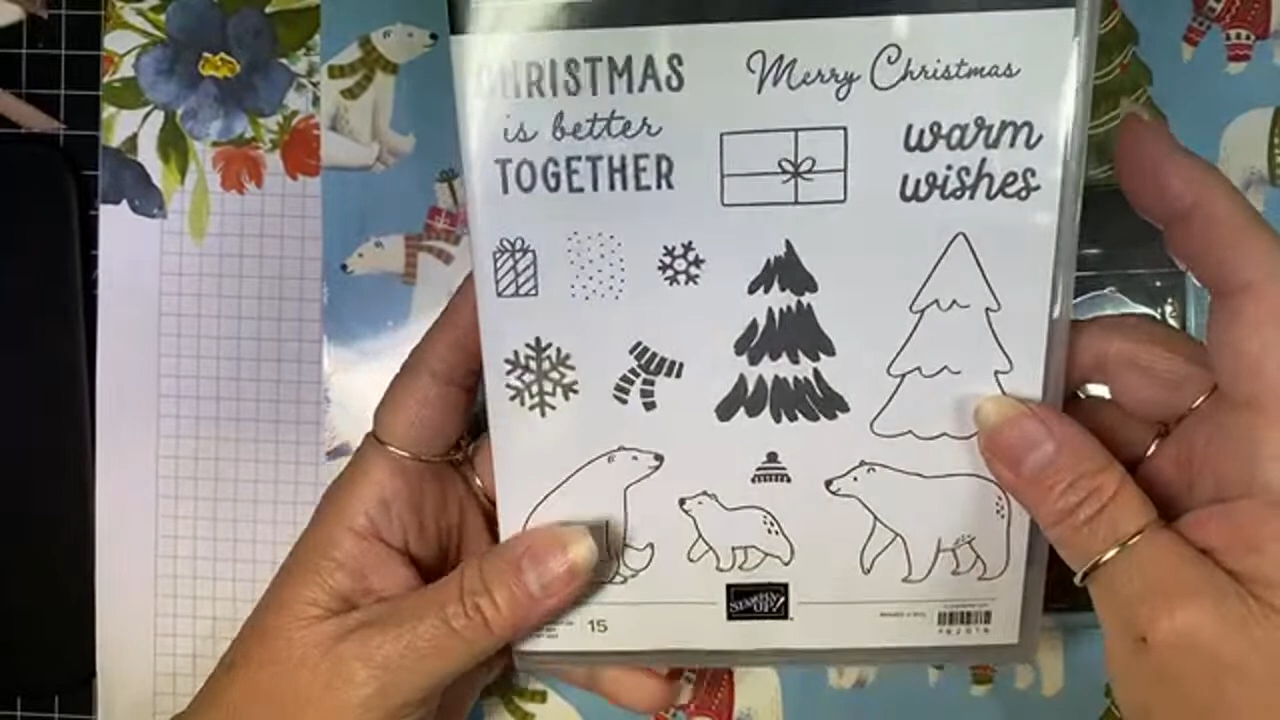 CHRISTMAS
is better
TOGETHER
Merry Christmas
warm
wishes
STAMPIN'
UP!
15